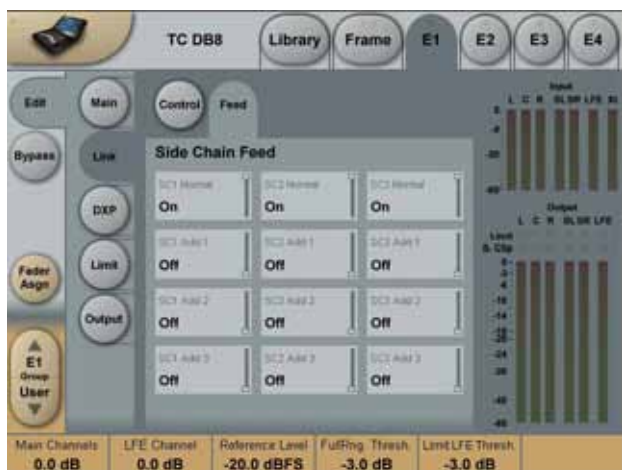 TC DB8
Library
Frame
E1
E2
E3
E4
Edit
Main
Control
Feed
Bypass
Link
Side Chain Feed
SC1 Normal
SC2 Normal
SC3 Normal
On
On
On
DXP
SC1 Add 1
SC2 Add 1
SC3 Add 1
Off
Off
Off
Fader
Asgn
Limit
SC1 Add 2
SC2 Add 2
SC3 Add 2
Off
Off
Off
Output
SC1 Add 3
SC2 Add 3
SC3 Add 3
Off
Off
Off
E1
Group
User
Input
L C R SL SR LFE
Output
L C R SL SR LFE
Limit
& Clip
Main Channels
LFE Channel
Reference Level
FulRng. Thresh.
Limit LFE Thresh.
0.0 dB
0.0 dB
-20.0 dBFS
-3.0 dB
-3.0 dB